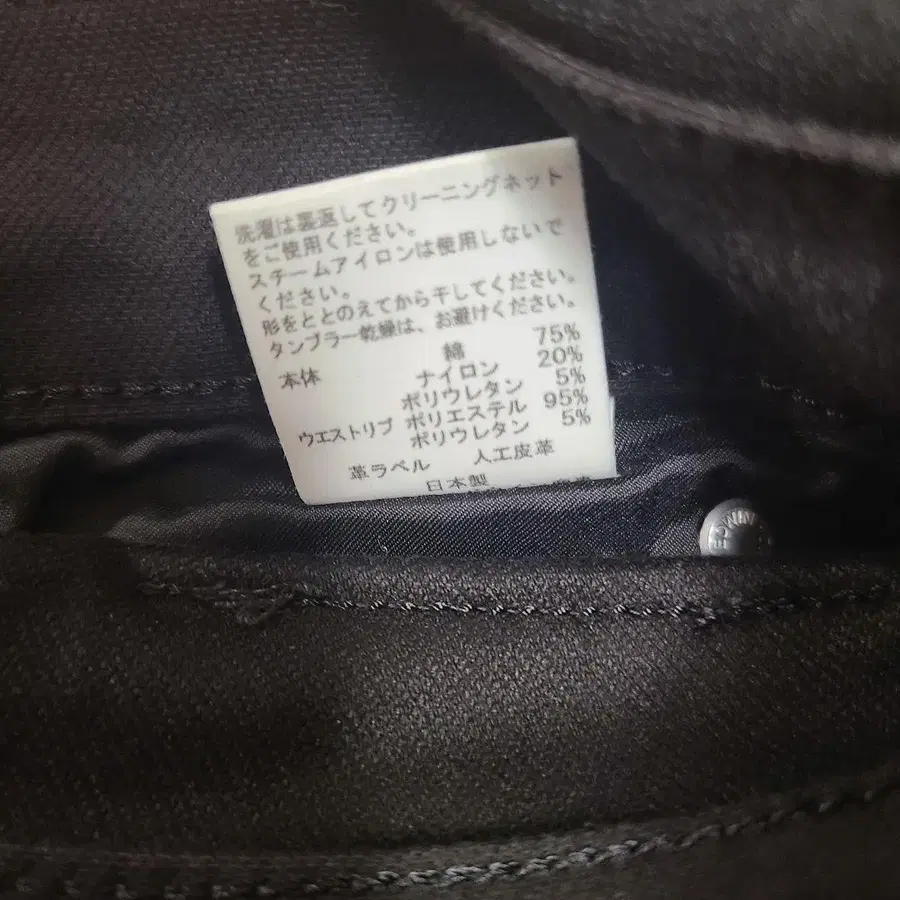 洗濯は裏返してクリーニングネット
をご使用ください。
スチームアイロンは使用しないで
ください。
形をととのえてから干してください。
タンブラー乾燥は、お避けください。
本体 綿 75%
ナイロン 20%
ポリウレタン 5%
ウエストリブ ポリエステル 95%
ポリウレタン 5%
革ラベル 人工皮革
日本製
EDWIN